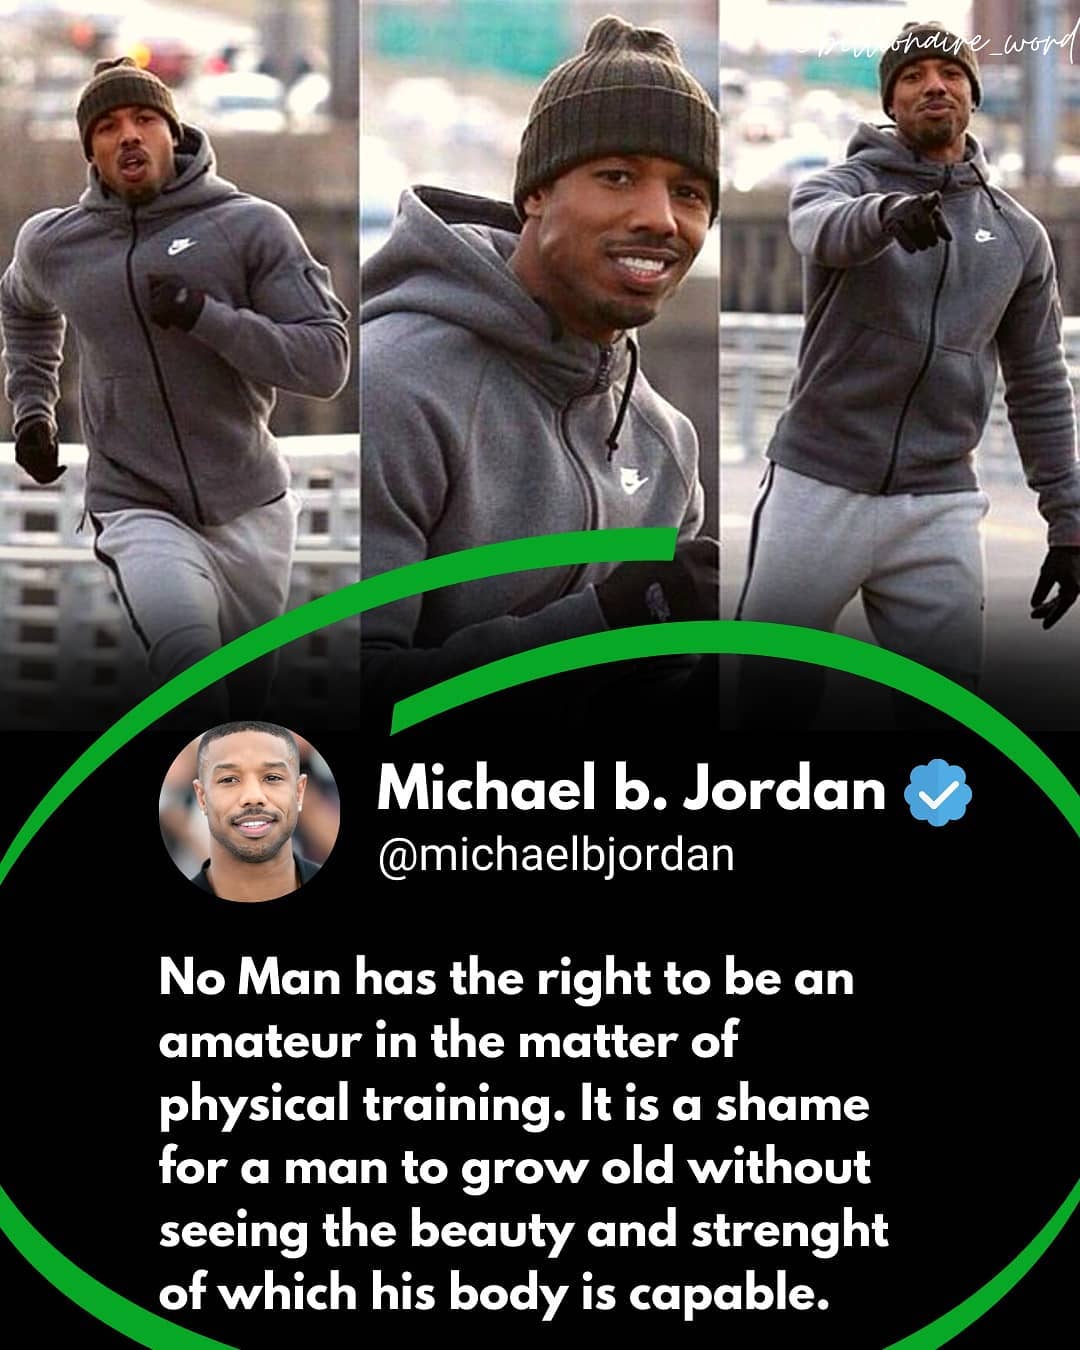 billionaire_word
Michael b. Jordan
@michaelbjordan
No Man has the right to be an
amateur in the matter of
physical training. It is a shame
for a man to grow old without
seeing the beauty and strenght
of which his body is capable.